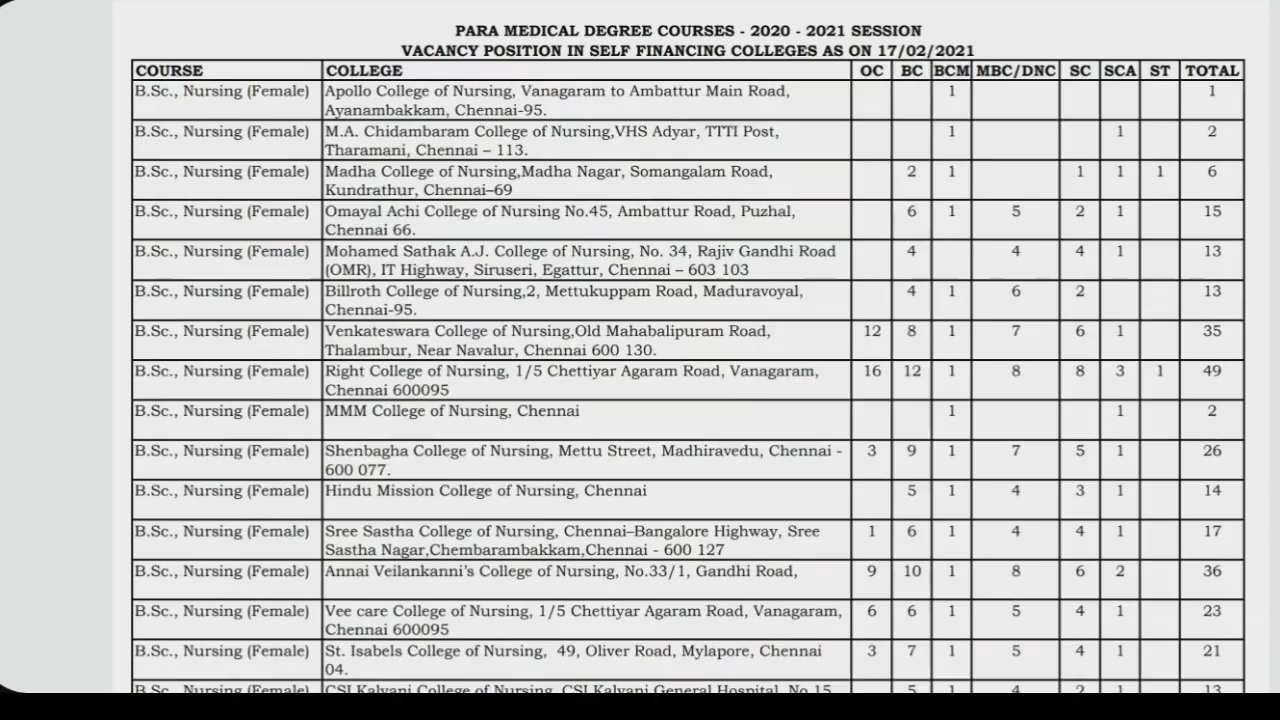 PARA MEDICAL DEGREE COURSES - 2020 - 2021 SESSION
VACANCY POSITION IN SELF FINANCING COLLEGES AS ON 17/02/2021
COURSE COLLEGE OC BC BCM MBC/DNC SC SCA ST TOTAL
B.Sc., Nursing (Female) Apollo College of Nursing, Vanagaram to Ambattur Main Road, 1 1
Ayanambakkam, Chennai-95.
B.Sc., Nursing (Female) M.A. Chidambaram College of Nursing,VHS Adyar, TTTI Post, 1 1 2
Tharamani, Chennai – 113.
B.Sc., Nursing (Female) Madha College of Nursing,Madha Nagar, Somangalam Road, 2 1 1 1 1 6
Kundrathur, Chennai–69
B.Sc., Nursing (Female) Omayal Achi College of Nursing No.45, Ambattur Road, Puzhal, 6 1 5 2 1 15
Chennai 66.
B.Sc., Nursing (Female) Mohamed Sathak A.J. College of Nursing, No. 34, Rajiv Gandhi Road 4 4 4 1 13
(OMR), IT Highway, Siruseri, Egattur, Chennai – 603 103
B.Sc., Nursing (Female) Billroth College of Nursing,2, Mettukuppam Road, Maduravoyal, 4 1 6 2 13
Chennai-95.
B.Sc., Nursing (Female) Venkateswara College of Nursing,Old Mahabalipuram Road, 12 8 1 7 6 1 35
Thalambur, Near Navalur, Chennai 600 130.
B.Sc., Nursing (Female) Right College of Nursing, 1/5 Chettiyar Agaram Road, Vanagaram, 16 12 1 8 8 3 1 49
Chennai 600095
B.Sc., Nursing (Female) MMM College of Nursing, Chennai 1 1 2
B.Sc., Nursing (Female) Shenbagha College of Nursing, Mettu Street, Madhiravedu, Chennai - 3 9 1 7 5 1 26
600 077.
B.Sc., Nursing (Female) Hindu Mission College of Nursing, Chennai 5 1 4 3 1 14
B.Sc., Nursing (Female) Sree Sastha College of Nursing, Chennai–Bangalore Highway, Sree 1 6 1 4 4 1 17
Sastha Nagar,Chembarambakkam,Chennai - 600 127
B.Sc., Nursing (Female) Annai Veilankanni's College of Nursing, No.33/1, Gandhi Road, 9 10 1 8 6 2 36
B.Sc., Nursing (Female) Vee care College of Nursing, 1/5 Chettiyar Agaram Road, Vanagaram, 6 6 1 5 4 1 23
Chennai 600095
B.Sc., Nursing (Female) St. Isabels College of Nursing, 49, Oliver Road, Mylapore, Chennai 3 7 1 5 4 1 21
04.
B.Sc., Nursing (Female) CSI Kalyani College of Nursing, CSI Kalyani General Hospital, No.15, 5 1 4 2 1 13